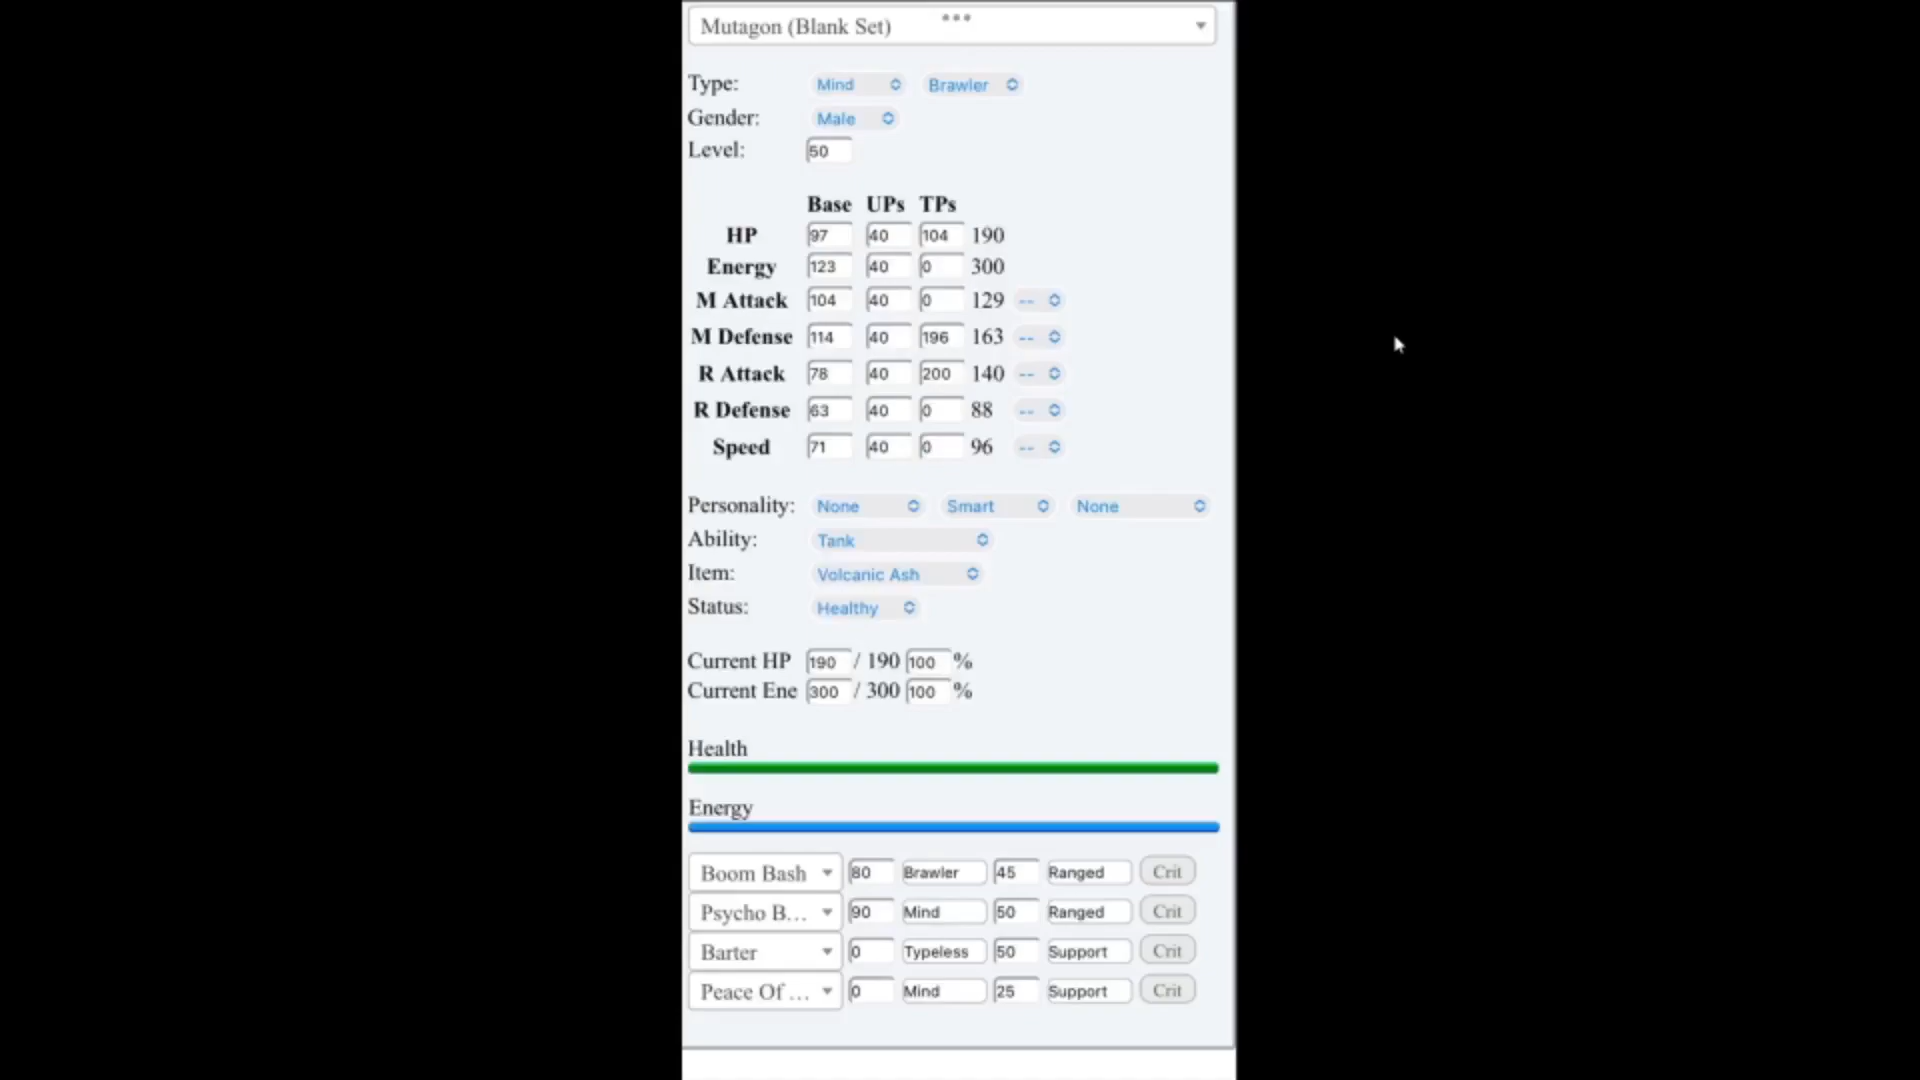 Mutagon (Blank Set)
Type: Mind Brawler
Gender: Male
Level: 50
Base UPs TPs
HP 97 40 104 190
Energy 123 40 0 300
M Attack 104 40 0 129 --
M Defense 114 40 196 163 --
R Attack 78 40 200 140 --
R Defense 63 40 0 88 --
Speed 71 40 0 96 --
Personality: None Smart None
Ability: Tank
Item: Volcanic Ash
Status: Healthy
Current HP 190 / 190 100 %
Current Ene 300 / 300 100 %
Health
Energy
Boom Bash 80 Brawler 45 Ranged Crit
Psycho B... 90 Mind 50 Ranged Crit
Barter 0 Typeless 50 Support Crit
Peace Of ... 0 Mind 25 Support Crit